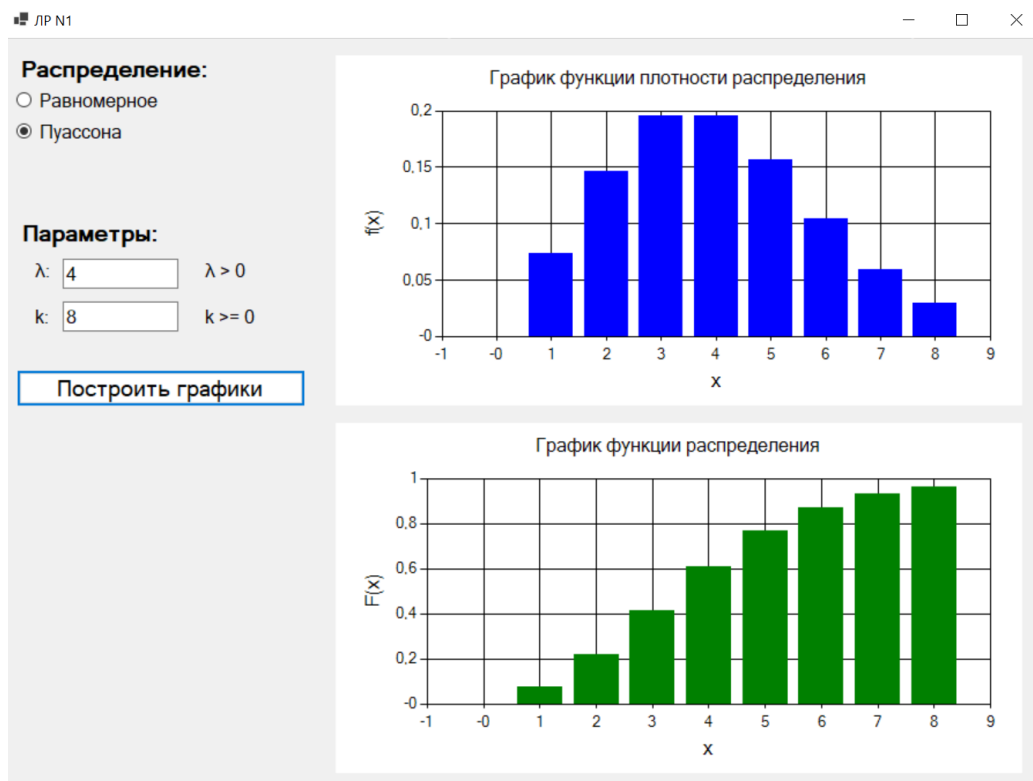 ЛР N1
Распределение:
Равномерное
Пуассона
Параметры:
λ: 4 λ > 0
k: 8 k >= 0
Построить графики
График функции плотности распределения
0,2
0,15
0,1
0,05
-0
f(x)
-1 -0 1 2 3 4 5 6 7 8 9
x
График функции распределения
1
0,8
0,6
0,4
0,2
-0
F(x)
-1 -0 1 2 3 4 5 6 7 8 9
x